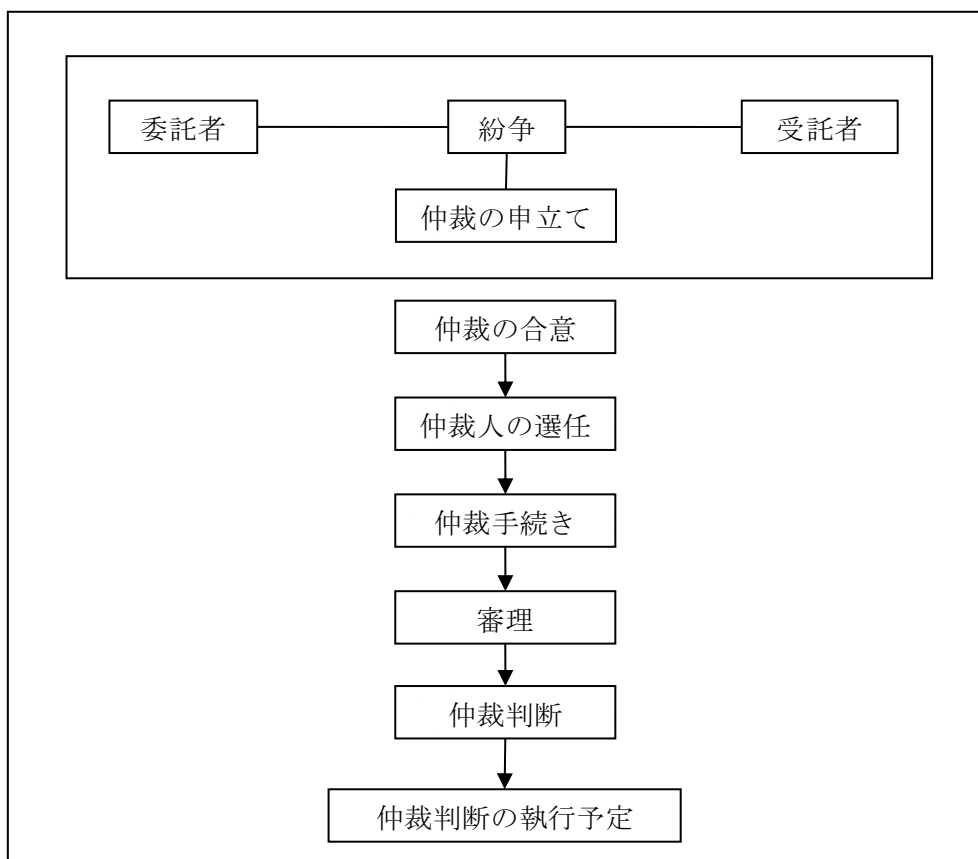 委託者
紛争
受託者
仲裁の申立て
仲裁の合意
仲裁人の選任
仲裁手続き
審理
仲裁判断
仲裁判断の執行予定